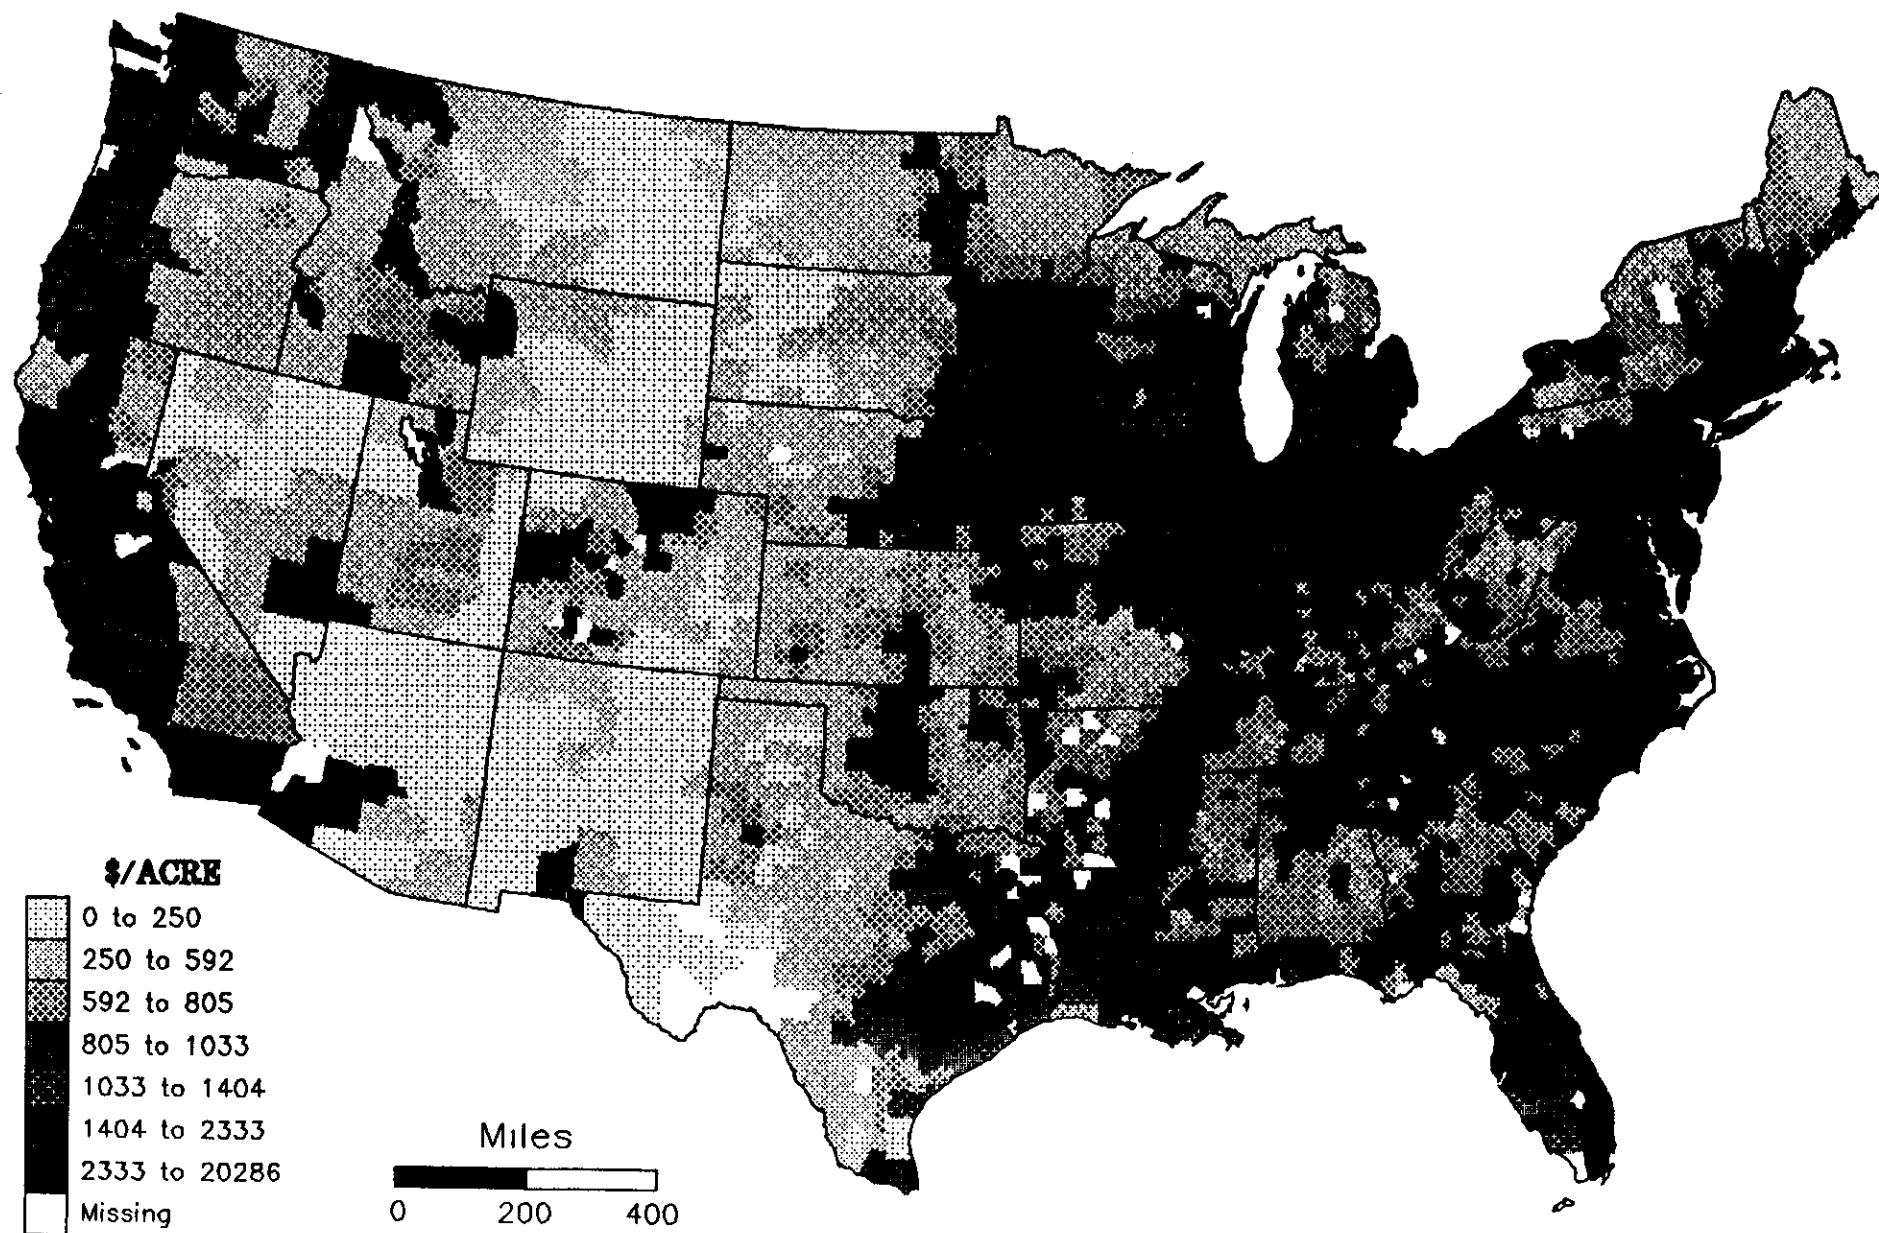 $/ACRE
0 to 250
250 to 592
592 to 805
805 to 1033
1033 to 1404
1404 to 2333
2333 to 20286
Missing
Miles
0 200 400